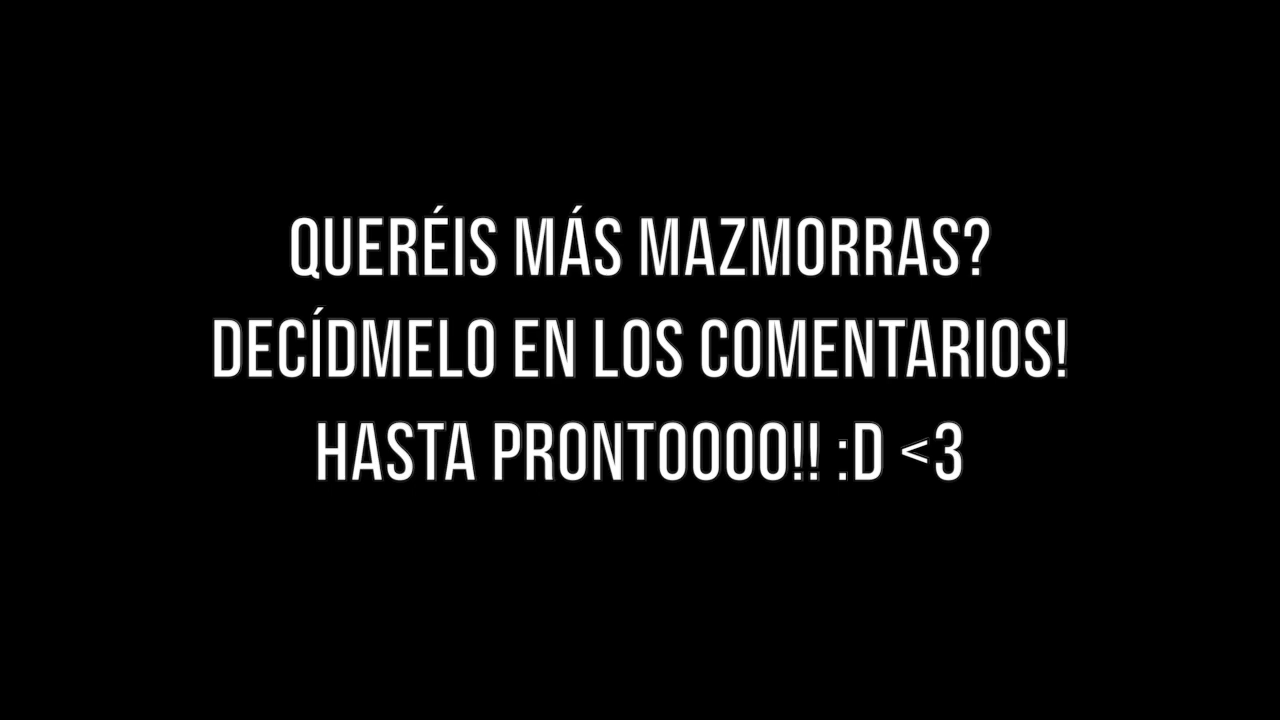 QUERÉIS MÁS MAZMORRAS?
DECÍDMELO EN LOS COMENTARIOS!
HASTA PRONTOOOO!! :D <3